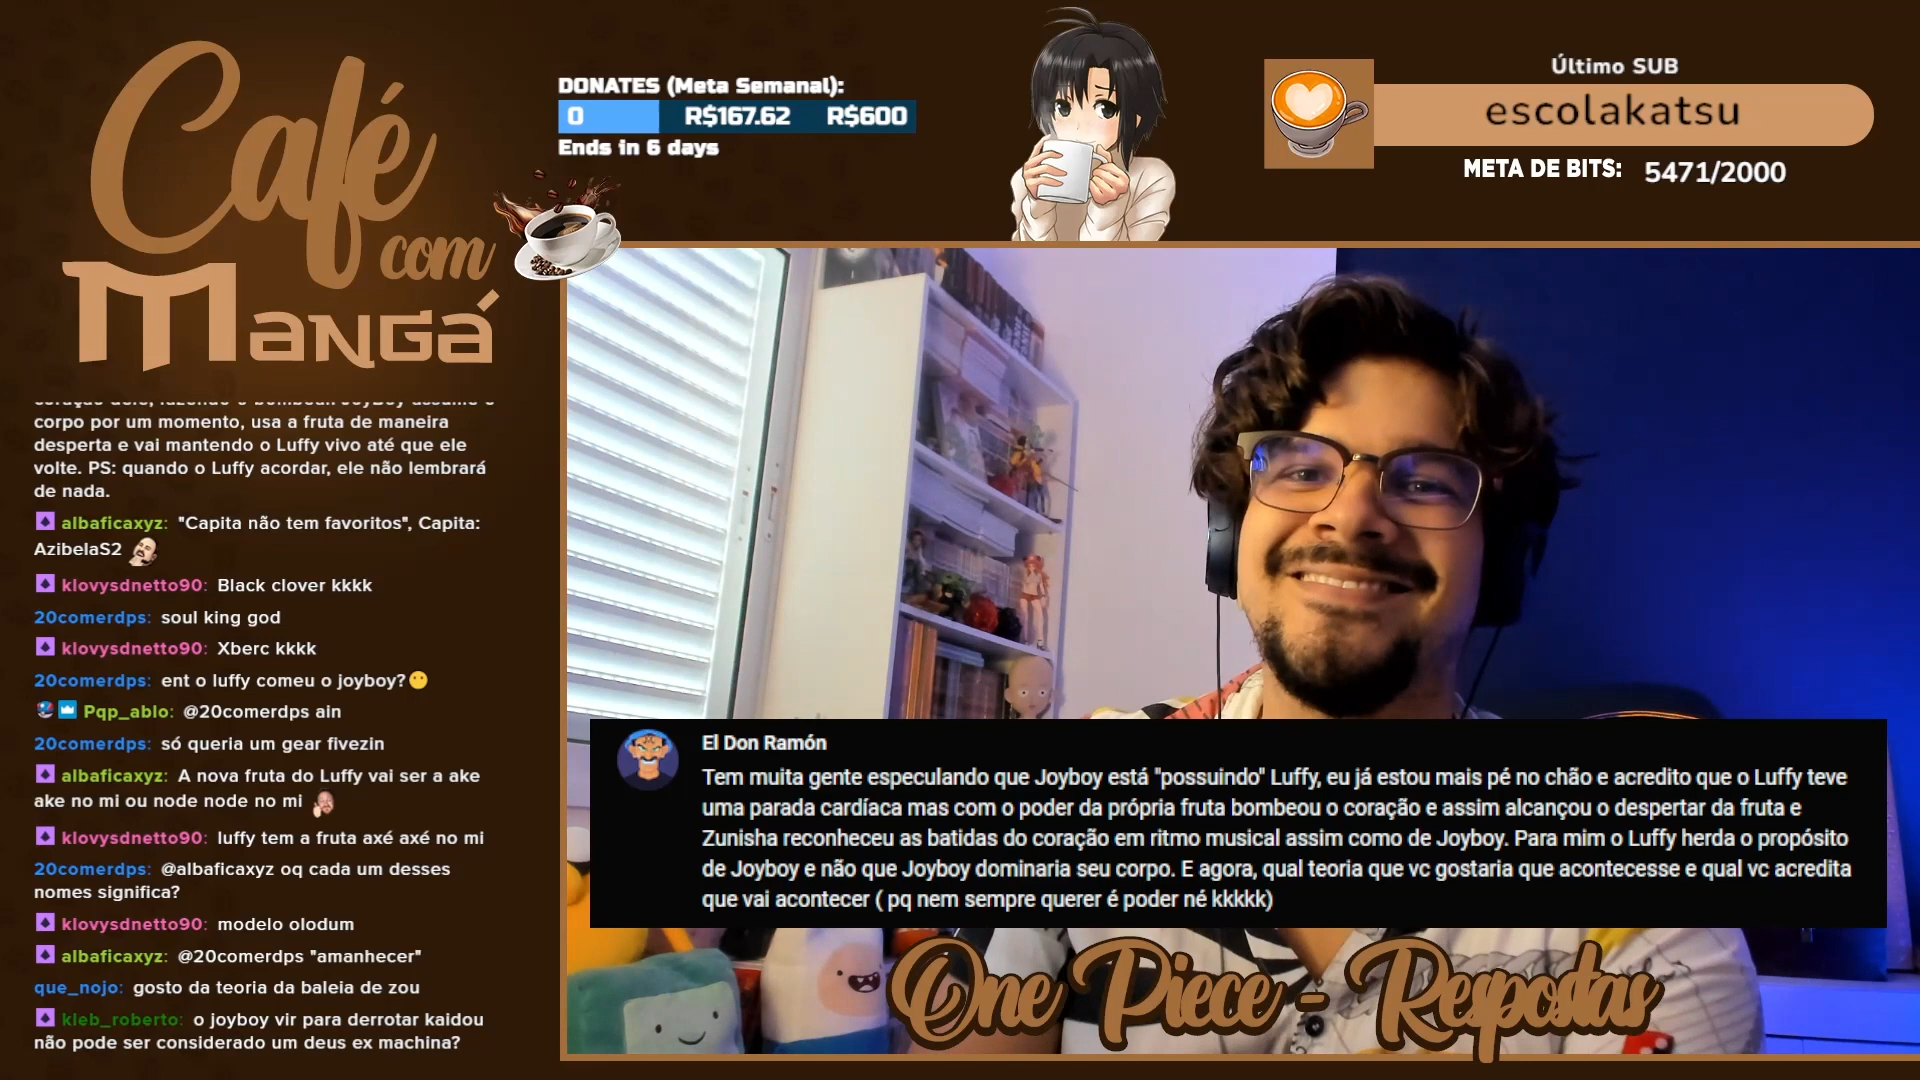 Café
com
Mangá
DONATES (Meta Semanal):
0 R$167.62 R$600
Ends in 6 days
Último SUB
escolakatsu
META DE BITS: 5471/2000
corpo por um momento, usa a fruta de maneira
desperta e vai mantendo o Luffy vivo até que ele
volte. PS: quando o Luffy acordar, ele não lembrará
de nada.
albaficaxyz: "Capita não tem favoritos", Capita:
AzibelaS2
klovysdnetto90: Black clover kkkk
20comerdps: soul king god
klovysdnetto90: Xberc kkkk
20comerdps: ent o luffy comeu o joyboy?
Pqp_ablo: @20comerdps ain
20comerdps: só queria um gear fivezin
albaficaxyz: A nova fruta do Luffy vai ser a ake
ake no mi ou node node no mi
klovysdnetto90: luffy tem a fruta axé axé no mi
20comerdps: @albaficaxyz oq cada um desses
nomes significa?
klovysdnetto90: modelo olodum
albaficaxyz: @20comerdps "amanhecer"
que_nojo: gosto da teoria da baleia de zou
kleb_roberto: o joyboy vir para derrotar kaidou
não pode ser considerado um deus ex machina?
El Don Ramón
Tem muita gente especulando que Joyboy está "possuindo" Luffy, eu já estou mais pé no chão e acredito que o Luffy teve
uma parada cardíaca mas com o poder da própria fruta bombeou o coração e assim alcançou o despertar da fruta e
Zunisha reconheceu as batidas do coração em ritmo musical assim como de Joyboy. Para mim o Luffy herda o propósito
de Joyboy e não que Joyboy dominaria seu corpo. E agora, qual teoria que vc gostaria que acontecesse e qual vc acredita
que vai acontecer ( pq nem sempre querer é poder né kkkkk)
One Piece - Respostas